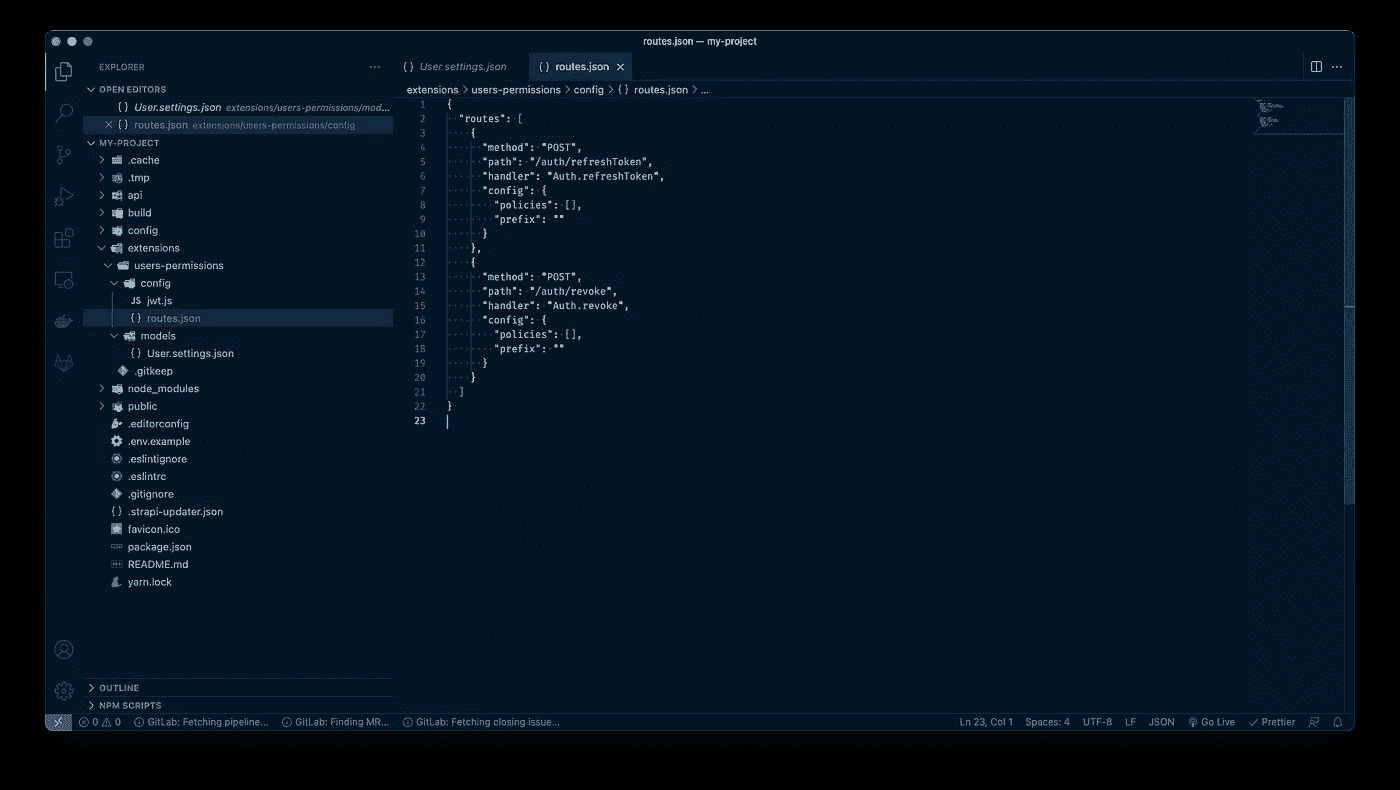 routes.json — my-project
EXPLORER
OPEN EDITORS
User.settings.json extensions/users-permissions/mod...
routes.json extensions/users-permissions/config
MY-PROJECT
.cache
.tmp
api
build
config
extensions
users-permissions
config
JS jwt.js
{ } routes.json
models
{ } User.settings.json
.gitkeep
node_modules
public
.editorconfig
.env.example
.eslintignore
.eslintrc
.gitignore
{ } .strapi-updater.json
favicon.ico
package.json
README.md
yarn.lock
OUTLINE
NPM SCRIPTS
{ } User.settings.json
{ } routes.json
extensions > users-permissions > config > { } routes.json > ...
1 {
2 "routes": [
3 {
4 "method": "POST",
5 "path": "/auth/refreshToken",
6 "handler": "Auth.refreshToken",
7 "config": {
8 "policies": [],
9 "prefix": ""
10 }
11 },
12 {
13 "method": "POST",
14 "path": "/auth/revoke",
15 "handler": "Auth.revoke",
16 "config": {
17 "policies": [],
18 "prefix": ""
19 }
20 }
21 ]
22 }
23
0 0 GitLab: Fetching pipeline... GitLab: Finding MR... GitLab: Fetching closing issue... Ln 23, Col 1 Spaces: 4 UTF-8 LF JSON Go Live Prettier